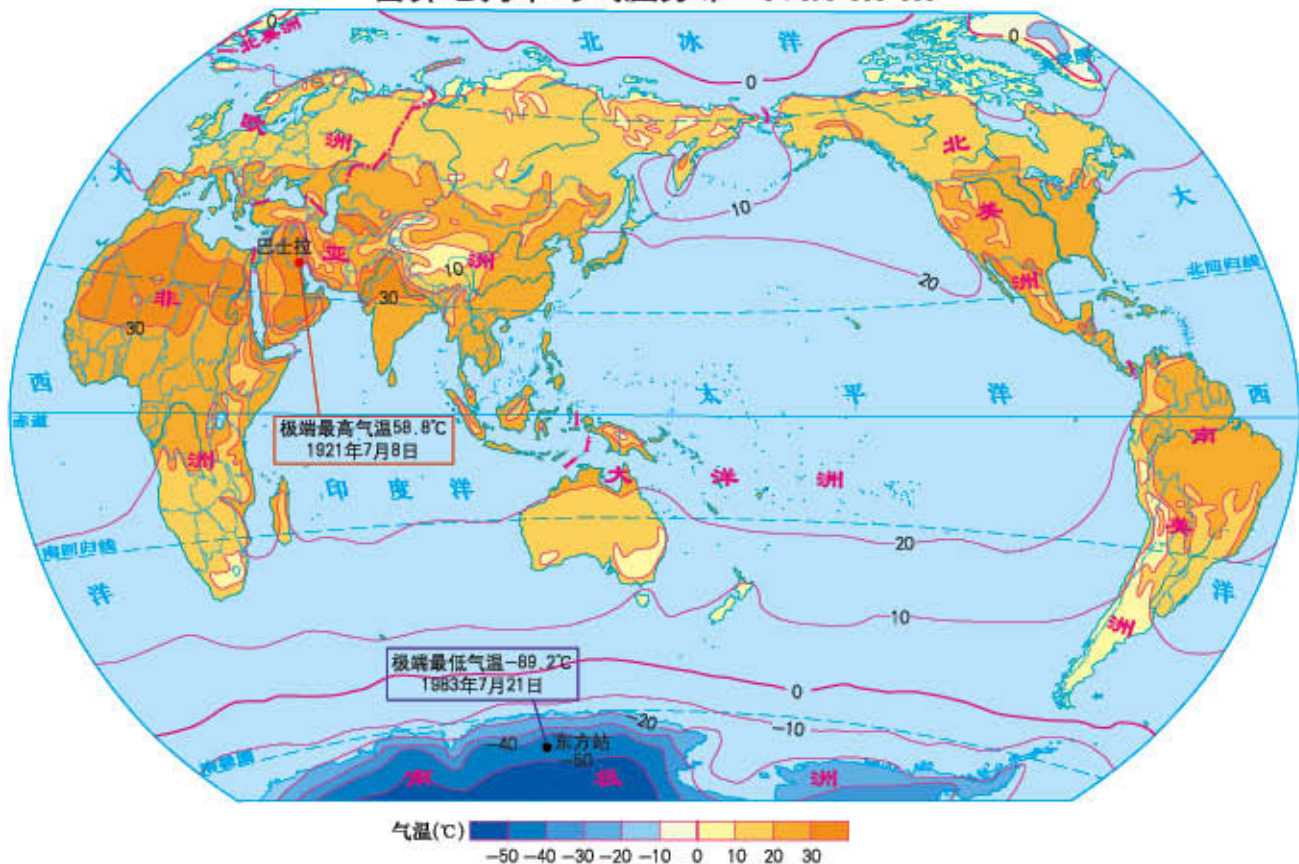 0
北美洲
北冰洋
0
0
欧
洲
北
大
10
美
大
巴士拉
亚
洲
10
洲
北回归线
20
非
30
30
西
太平洋
西
赤道
极端最高气温58.8℃
1921年7月8日
南
洲
印度洋
大洋洲
美
南回归线
20
洋
洋
10
洲
极端最低气温-89.2℃
1983年7月21日
0
-20
-10
-40
东方站
-50
南极洲
气温(℃)
-50 -40 -30 -20 -10 0 10 20 30